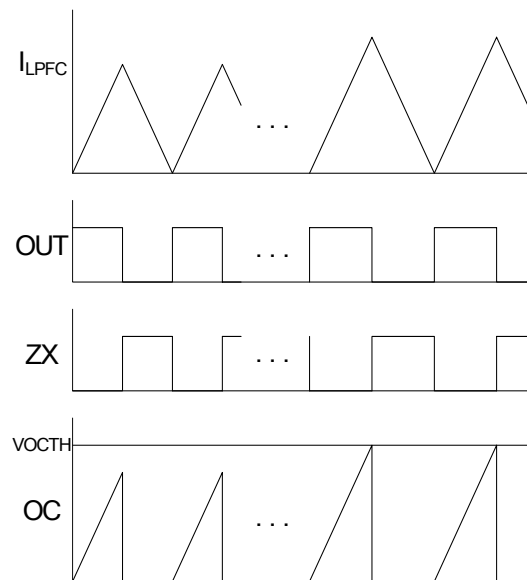 ILPFC
. . .
OUT
. . .
ZX
. . .
VOCTH
OC
. . .